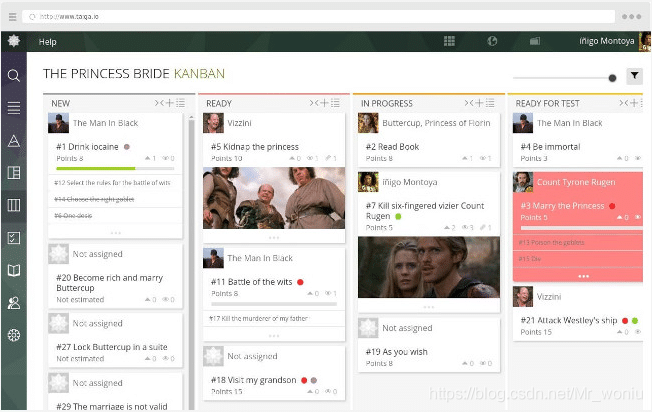 http://www.taiga.io
Help
íñigo Montoya
THE PRINCESS BRIDE KANBAN
NEW
The Man In Black
#1 Drink iocaine
Points 8
1
0
#12 Select the rules for the battle of wits
#14 Choose the right goblet
Not assigned
#20 Become rich and marry
Buttercup
Not estimated
0
0
Not assigned
#27 Lock Buttercup in a suite
Not estimated
0
0
Not assigned
#29 The marriage is not valid
READY
Vizzini
#5 Kidnap the princess
Points 10
0
1
1
The Man In Black
#11 Battle of the wits
Points 8
0
1
#17 Kill the murderer of my father
Not assigned
#18 Visit my grandson
Points 15
0
0
IN PROGRESS
Buttercup, Princess of Florin
#2 Read Book
Points 8
1
1
íñigo Montoya
#7 Kill six-fingered vizier Count
Rugen
Points 5
2
3
1
Not assigned
#19 As you wish
Points 8
0
0
READY FOR TEST
The Man In Black
#4 Be immortal
Points 3
0
Count Tyrone Rugen
#3 Marry the Princess
Points 5
0
#13 Poison the goblets
#15 Die
Vizzini
#21 Attack Westley's ship
Points 15
0
https://blog.csdn.net/Mr_woniu